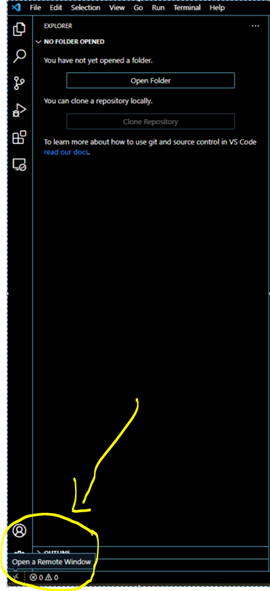 File Edit Selection View Go Run Terminal Help
EXPLORER ...
NO FOLDER OPENED
You have not yet opened a folder.
Open Folder
You can clone a repository locally.
Clone Repository
To learn more about how to use git and source control in VS Code
read our docs.
OUTLINE
Open a Remote Window
0 0